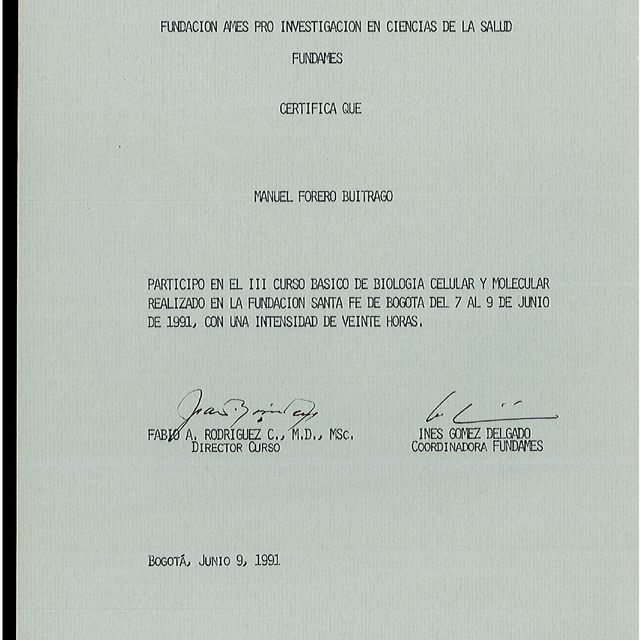 FUNDACION AMES PRO INVESTIGACION EN CIENCIAS DE LA SALUD
FUNDAMES
CERTIFICA QUE
MANUEL FORERO BUITRAGO
PARTICIPO EN EL III CURSO BASICO DE BIOLOGIA CELULAR Y MOLECULAR
REALIZADO EN LA FUNDACION SANTA FE DE BOGOTA DEL 7 AL 9 DE JUNIO
DE 1991, CON UNA INTENSIDAD DE VEINTE HORAS.
FABIO A. RODRIGUEZ C., M.D., MSc. INES GOMEZ DELGADO
DIRECTOR CURSO COORDINADORA FUNDAMES
BOGOTÁ, JUNIO 9, 1991